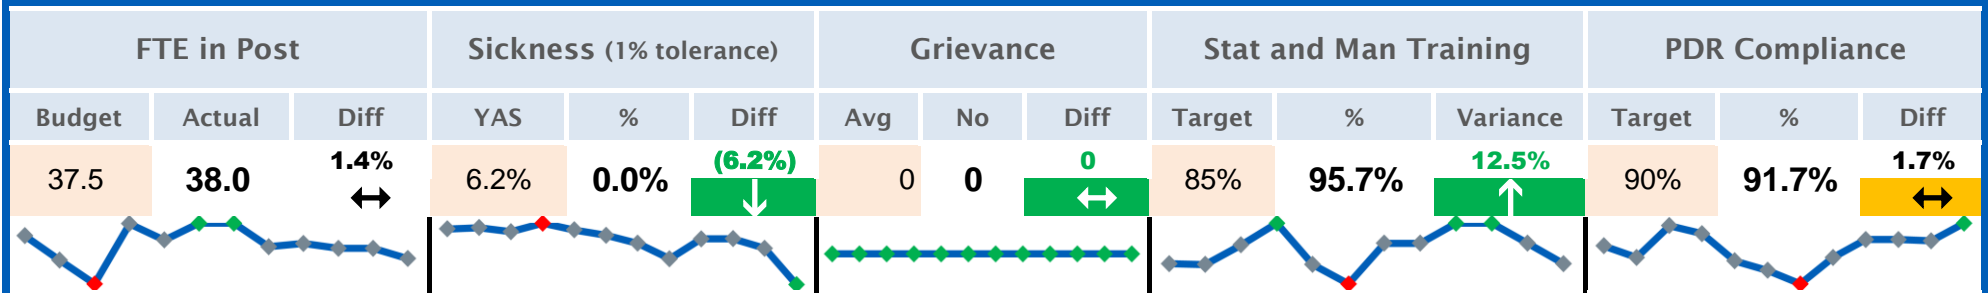 FTE in Post Sickness (1% tolerance) Grievance Stat and Man Training PDR Compliance
Budget Actual Diff YAS % Diff Avg No Diff Target % Variance Target % Diff
37.5 38.0 1.4% 6.2% 0.0% (6.2%) 0 0 0 85% 95.7% 12.5% 90% 91.7% 1.7%